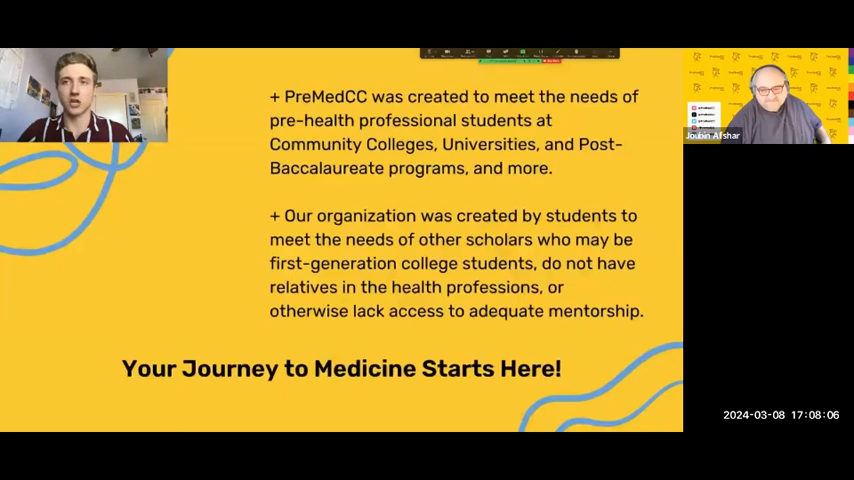 + PreMedCC was created to meet the needs of
pre-health professional students at
Community Colleges, Universities, and Post-
Baccalaureate programs, and more.
+ Our organization was created by students to
meet the needs of other scholars who may be
first-generation college students, do not have
relatives in the health professions, or
otherwise lack access to adequate mentorship.
Your Journey to Medicine Starts Here!
Joubin Afshar
2024-03-08 17:08:06